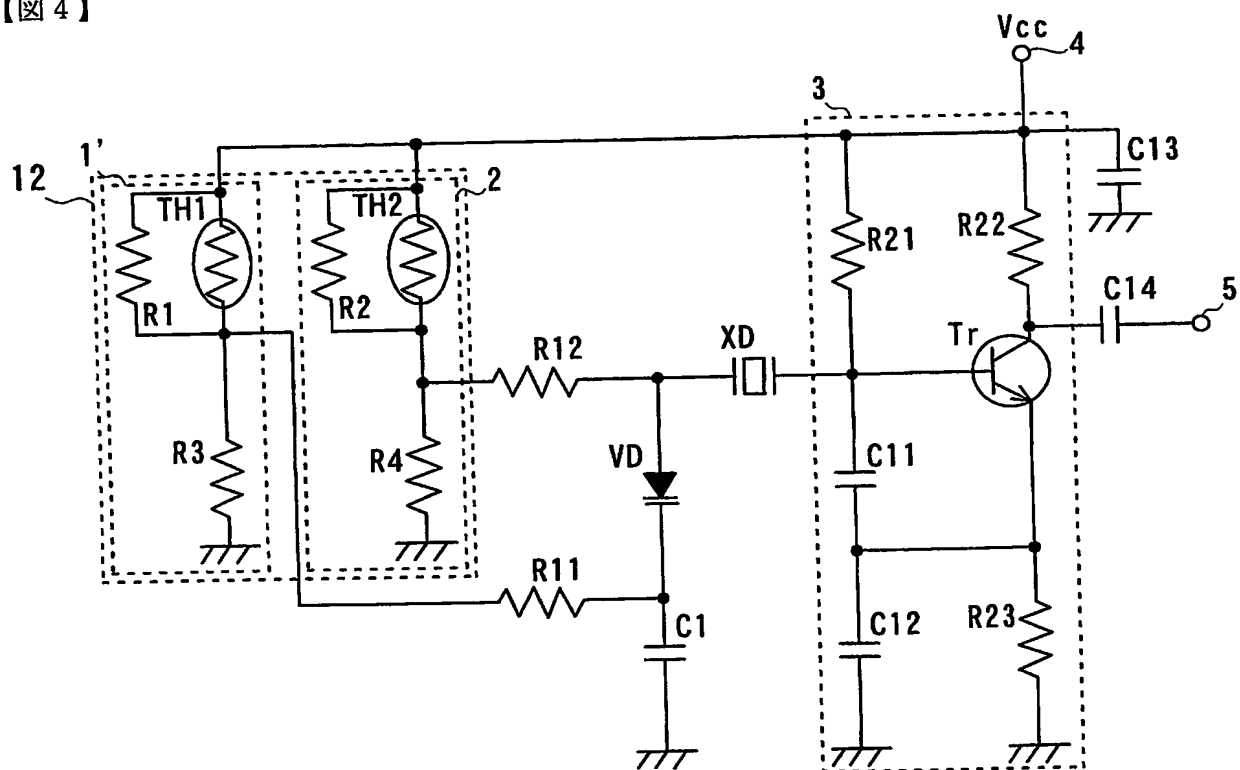 【図4】
Vcc
4
3
C13
1'
12
2
TH1
TH2
R21
R22
5
R1
R2
C14
R12
XD
Tr
R3
R4
VD
C11
R11
C1
C12
R23